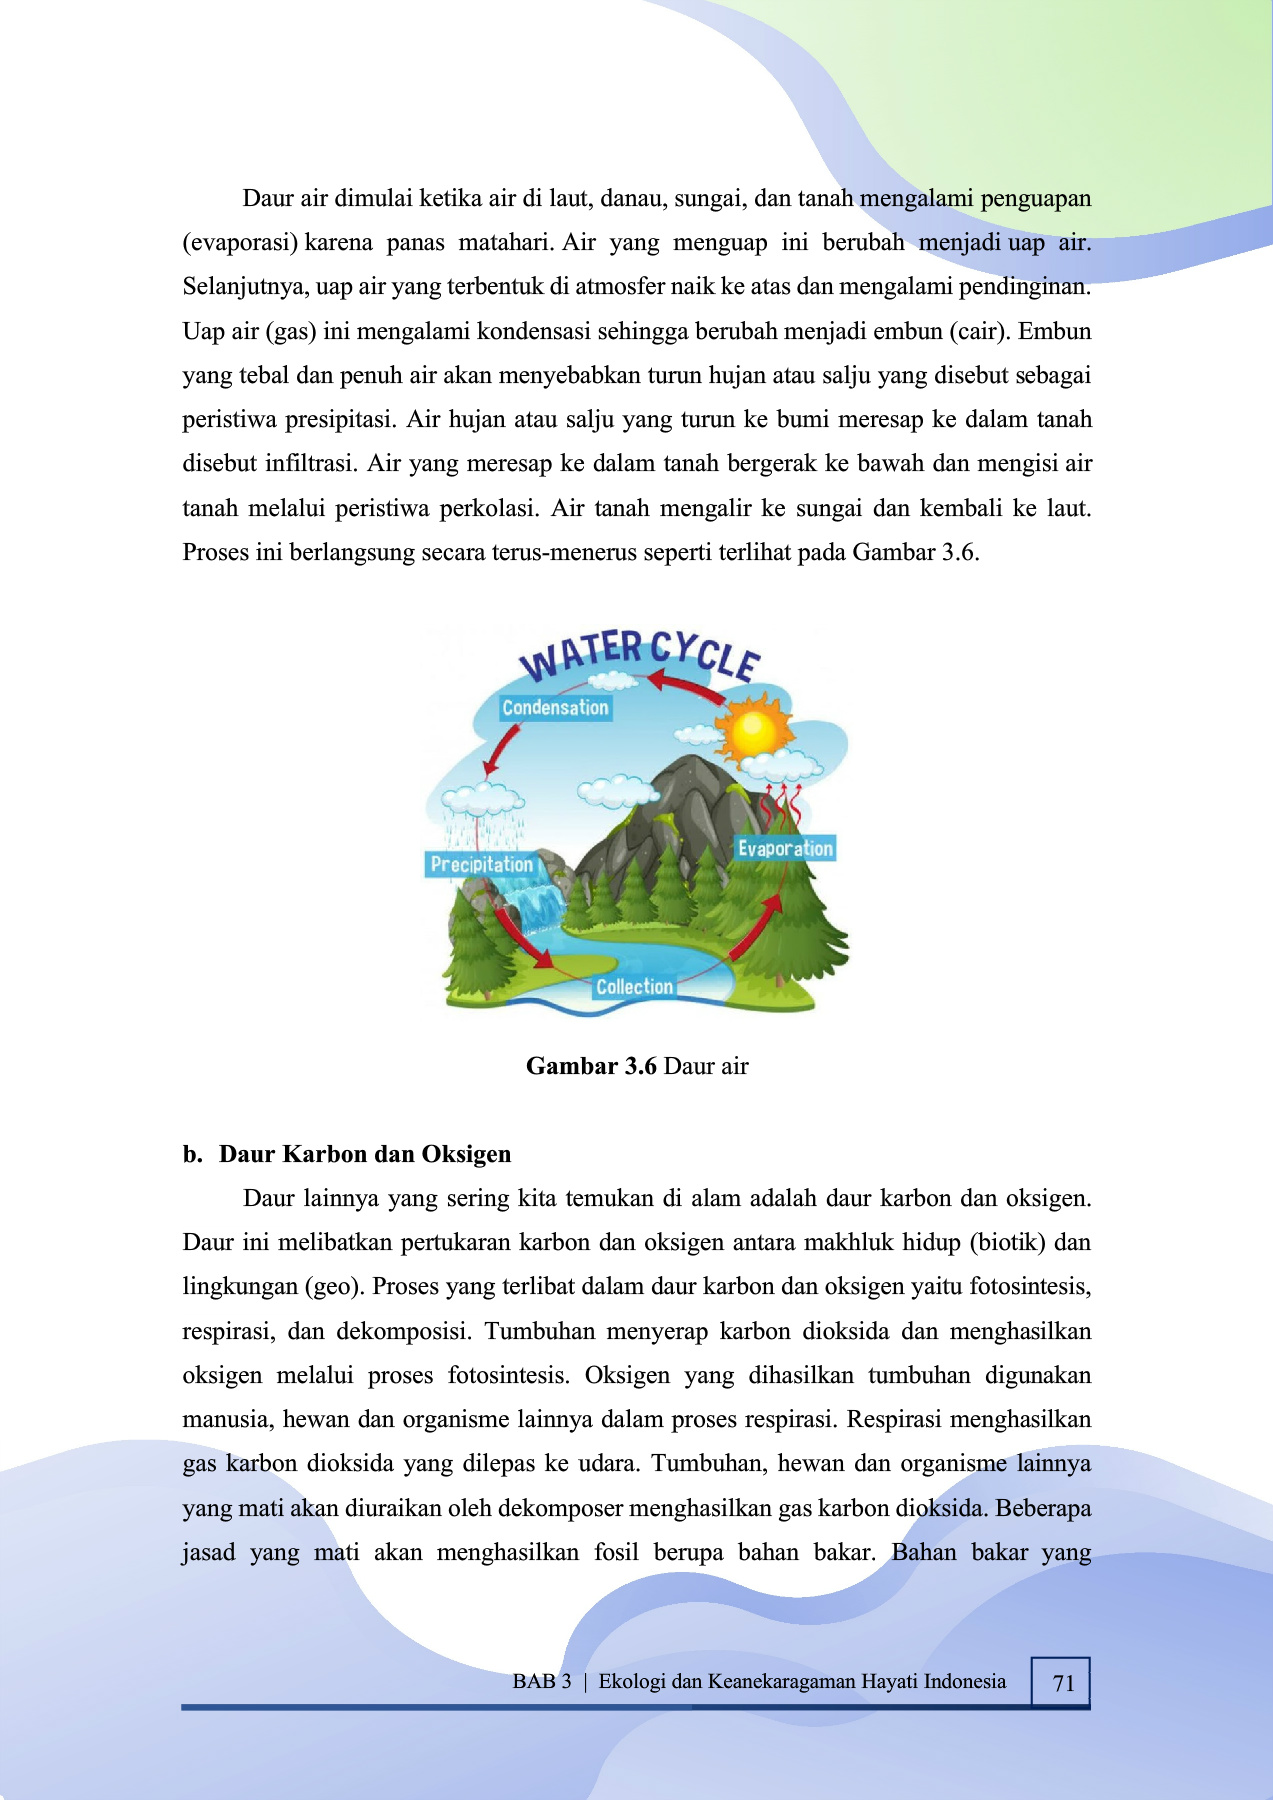 Daur air dimulai ketika air di laut, danau, sungai, dan tanah mengalami penguapan
(evaporasi) karena panas matahari. Air yang menguap ini berubah menjadi uap air.
Selanjutnya, uap air yang terbentuk di atmosfer naik ke atas dan mengalami pendinginan.
Uap air (gas) ini mengalami kondensasi sehingga berubah menjadi embun (cair). Embun
yang tebal dan penuh air akan menyebabkan turun hujan atau salju yang disebut sebagai
peristiwa presipitasi. Air hujan atau salju yang turun ke bumi meresap ke dalam tanah
disebut infiltrasi. Air yang meresap ke dalam tanah bergerak ke bawah dan mengisi air
tanah melalui peristiwa perkolasi. Air tanah mengalir ke sungai dan kembali ke laut.
Proses ini berlangsung secara terus-menerus seperti terlihat pada Gambar 3.6.
WATER CYCLE
Condensation
Evaporation
Precipitation
Collection
Gambar 3.6 Daur air
b. Daur Karbon dan Oksigen
Daur lainnya yang sering kita temukan di alam adalah daur karbon dan oksigen.
Daur ini melibatkan pertukaran karbon dan oksigen antara makhluk hidup (biotik) dan
lingkungan (geo). Proses yang terlibat dalam daur karbon dan oksigen yaitu fotosintesis,
respirasi, dan dekomposisi. Tumbuhan menyerap karbon dioksida dan menghasilkan
oksigen melalui proses fotosintesis. Oksigen yang dihasilkan tumbuhan digunakan
manusia, hewan dan organisme lainnya dalam proses respirasi. Respirasi menghasilkan
gas karbon dioksida yang dilepas ke udara. Tumbuhan, hewan dan organisme lainnya
yang mati akan diuraikan oleh dekomposer menghasilkan gas karbon dioksida. Beberapa
jasad yang mati akan menghasilkan fosil berupa bahan bakar. Bahan bakar yang
BAB 3 | Ekologi dan Keanekaragaman Hayati Indonesia 71